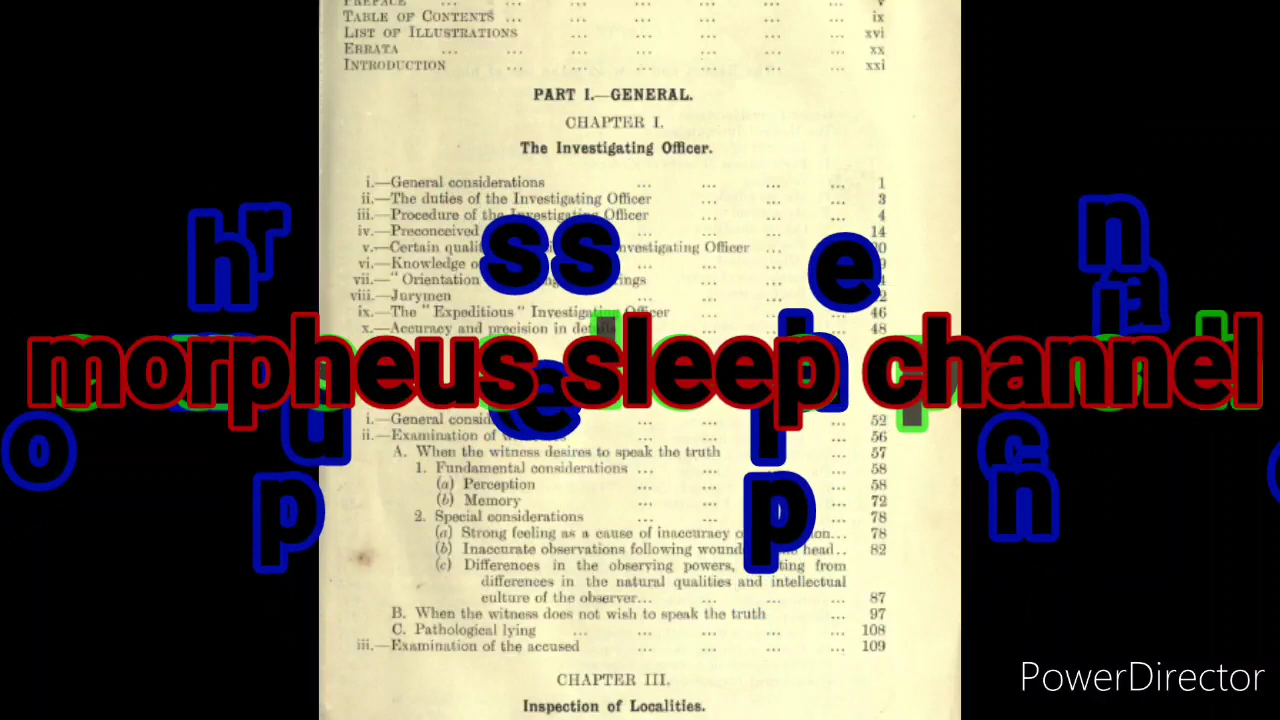 PREFACE ... ... ... ... ... ... v
TABLE OF CONTENTS ... ... ... ... ... ix
LIST OF ILLUSTRATIONS ... ... ... ... ... xvi
ERRATA ... ... ... ... ... ... xx
INTRODUCTION ... ... ... ... ... xxi
PART I.—GENERAL.
CHAPTER I.
The Investigating Officer.
i.—General considerations ... ... ... ... 1
ii.—The duties of the Investigating Officer ... ... ... 3
iii.—Procedure of the Investigating Officer ... ... ... 4
iv.—Preconceived ... ... ... 14
v.—Certain Investigating Officer ...
vi.—Knowledge
vii.—" Orientation
viii.—Jurymen
ix.—The " Expeditious " Investigating Officer ... ... 46
x.—Accuracy and precision in ... ... ... 48
morpheus sleep channel
i.—General ... ... 52
ii.—Examination of ... ... ... 56
A. When the witness desires to speak the truth ... ... 57
1. Fundamental considerations ... ... ... ... 58
(a) Perception ... ... ... ... 58
(b) Memory ... ... ... ... 72
2. Special considerations ... ... ... ... 78
(a) Strong feeling as a cause of inaccuracy ... 78
(b) Inaccurate observations following head.. 82
(c) Differences in the observing powers, from
differences in the natural qualities and intellectual
culture of the observer... ... ... ... 87
B. When the witness does not wish to speak the truth ... 97
C. Pathological lying ... ... ... ... ... 108
iii.—Examination of the accused ... ... ... ... 109
CHAPTER III.
Inspection of Localities.
PowerDirector